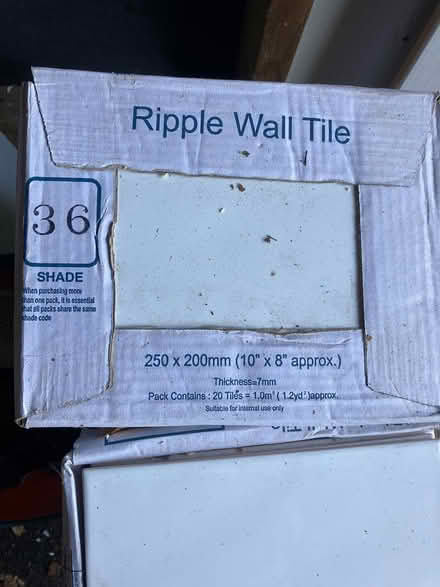 Ripple Wall Tile
36
SHADE
When purchasing more
than one pack, it is essential
that all packs share the same
shade code
250 x 200mm (10" x 8" approx.)
Thickness=7mm
Pack Contains : 20 Tiles = 1.0m² ( 1.2yd² )approx.
Suitable for internal use only